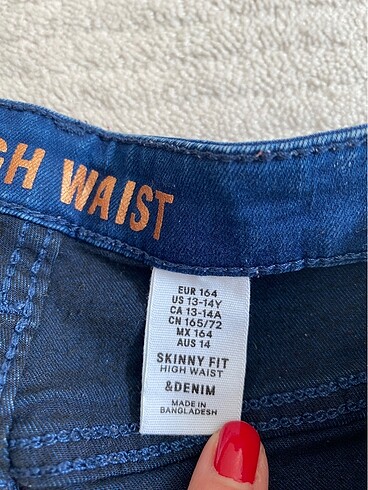 GH WAIST
EUR 164
US 13-14Y
CA 13-14A
CN 165/72
MX 164
AUS 14
SKINNY FIT
HIGH WAIST
&DENIM
MADE IN
BANGLADESH